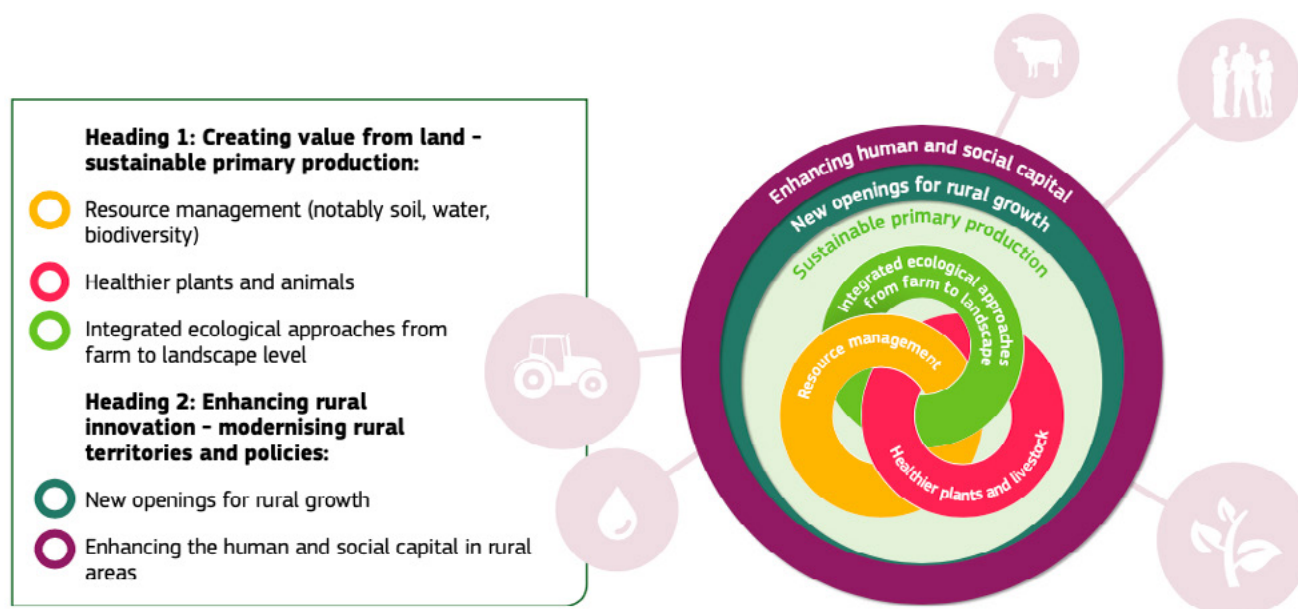 Heading 1: Creating value from land –
sustainable primary production:
Resource management (notably soil, water,
biodiversity)
Healthier plants and animals
Integrated ecological approaches from
farm to landscape level
Heading 2: Enhancing rural
innovation – modernising rural
territories and policies:
New openings for rural growth
Enhancing the human and social capital in rural
areas
Enhancing human and social capital
New openings for rural growth
Sustainable primary production
integrated ecological approaches
from farm to landscape
Resource management
Healthier plants and livestock